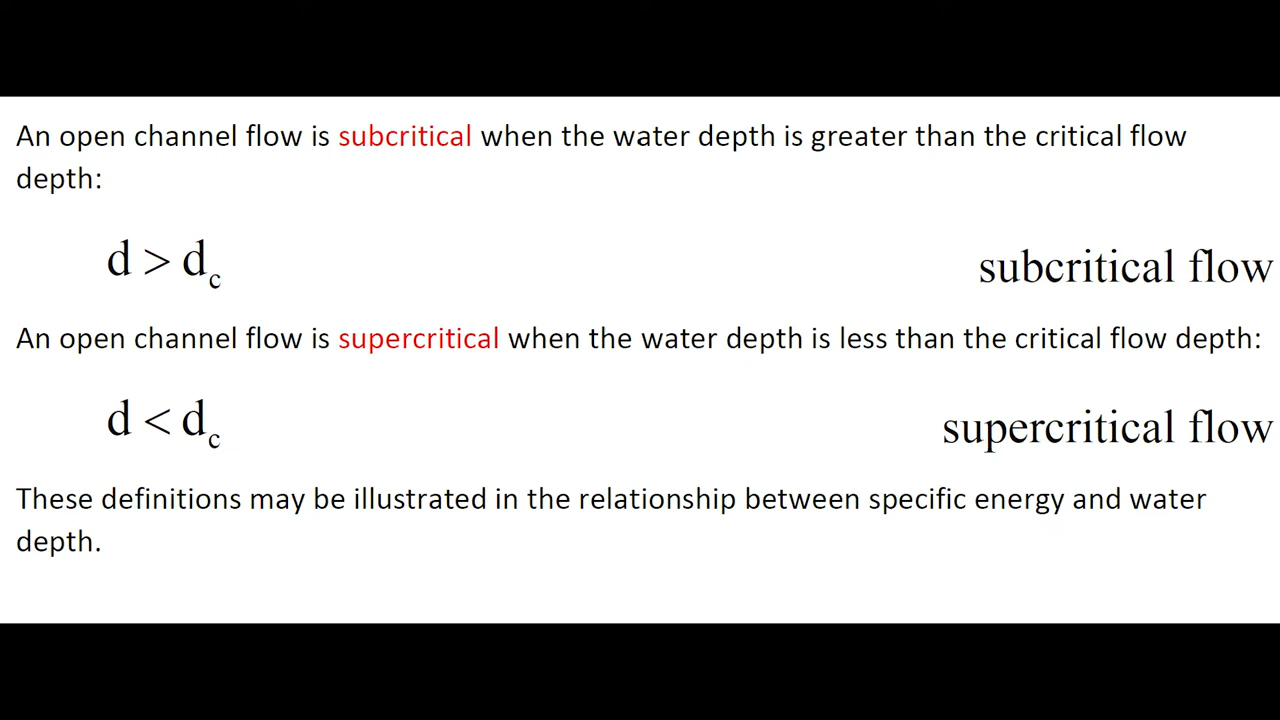 An open channel flow is subcritical when the water depth is greater than the critical flow
depth:
d > dc subcritical flow
An open channel flow is supercritical when the water depth is less than the critical flow depth:
d < dc supercritical flow
These definitions may be illustrated in the relationship between specific energy and water
depth.